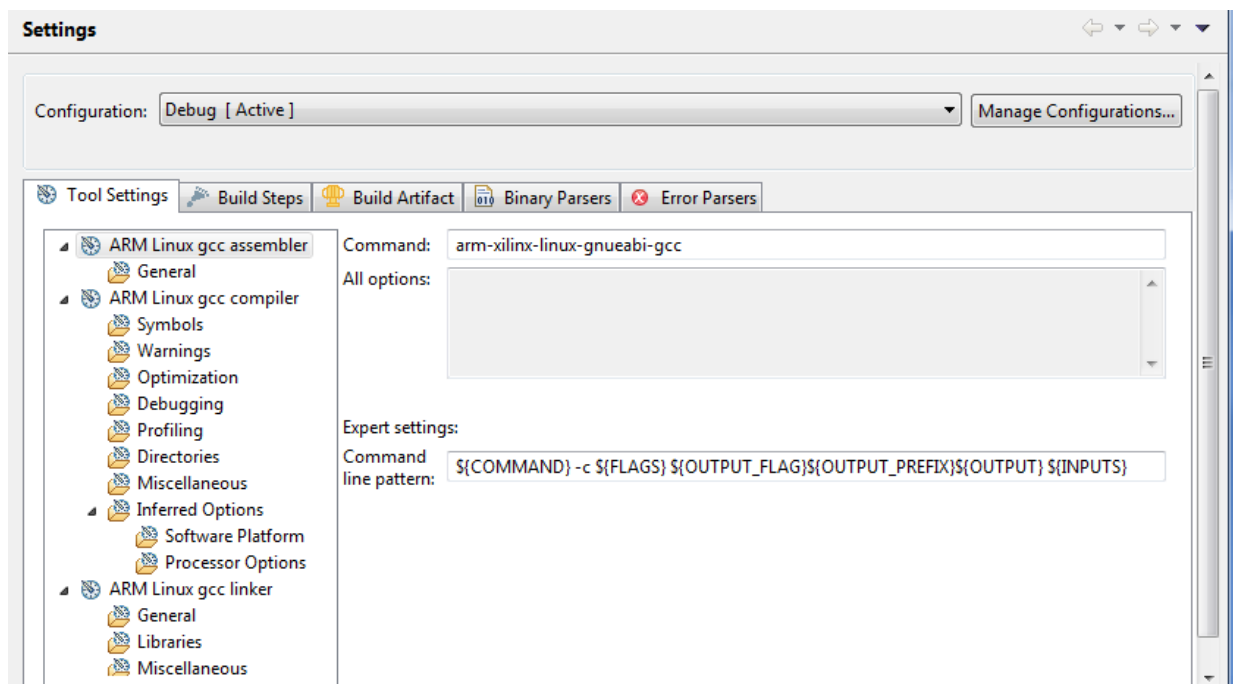 Settings
Configuration: Debug [ Active ] Manage Configurations...
Tool Settings Build Steps Build Artifact Binary Parsers Error Parsers
ARM Linux gcc assembler
General
ARM Linux gcc compiler
Symbols
Warnings
Optimization
Debugging
Profiling
Directories
Miscellaneous
Inferred Options
Software Platform
Processor Options
ARM Linux gcc linker
General
Libraries
Miscellaneous
Command: arm-xilinx-linux-gnueabi-gcc
All options:
Expert settings:
Command
line pattern: ${COMMAND} -c ${FLAGS} ${OUTPUT_FLAG}${OUTPUT_PREFIX}${OUTPUT} ${INPUTS}